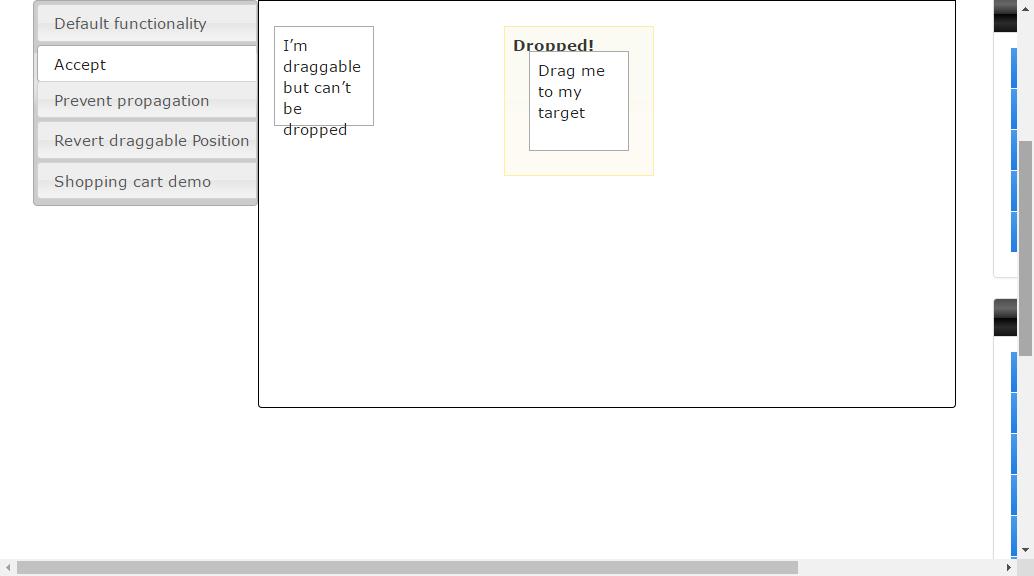 Default functionality
Accept
Prevent propagation
Revert draggable Position
Shopping cart demo
I’m
draggable
but can’t
be
dropped
Dropped!
Drag me
to my
target